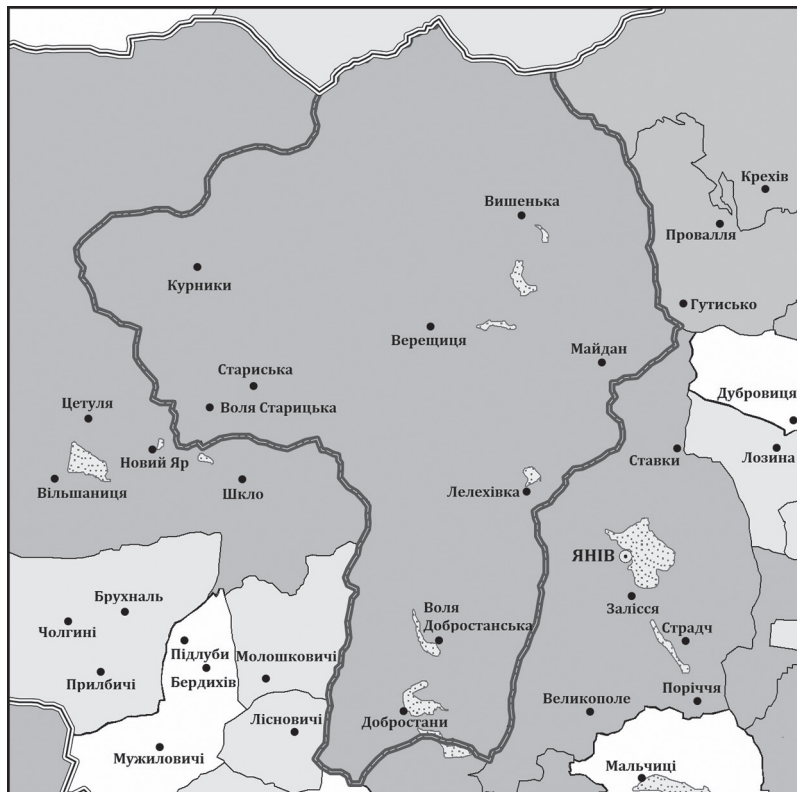 Крехів
Вишенька
Провалля
Курники
Гутисько
Верещиця
Майдан
Стариська
Дубровиця
Цетуля
Воля Старицька
Новий Яр
Ставки
Лозина
Вільшаниця
Шкло
Лелехівка
ЯНІВ
Брухналь
Залісся
Воля
Добростанська
Чолгині
Страдч
Підлуби
Молошковичі
Прилбичі
Бердихів
Поріччя
Великополе
Лісновичі
Добростани
Мужиловичі
Мальчиці